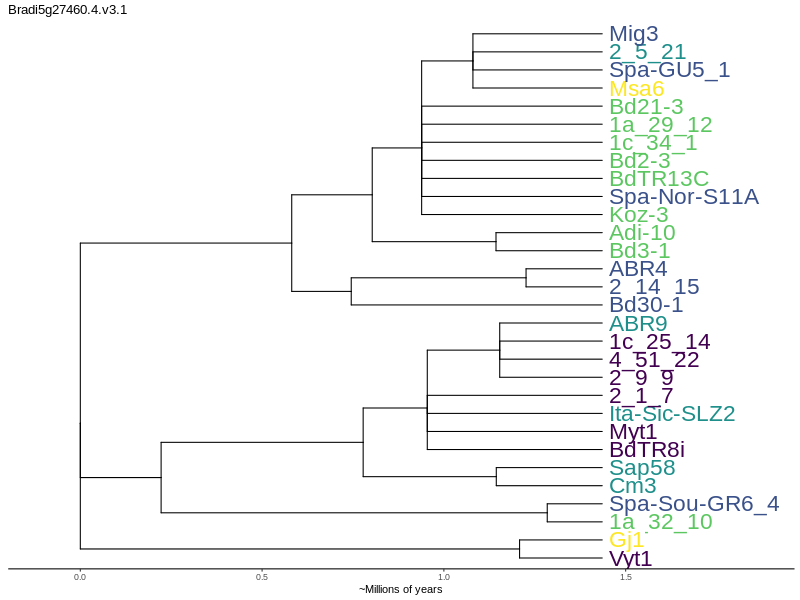 Bradi5g27460.4.v3.1
Mig3
2_5_21
Spa-GU5_1
Msa6
Bd21-3
1a_29_12
1c_34_1
Bd2-3
BdTR13C
Spa-Nor-S11A
Koz-3
Adi-10
Bd3-1
ABR4
2_14_15
Bd30-1
ABR9
1c_25_14
4_51_22
2_9_9
2_1_7
Ita-Sic-SLZ2
Myt1
BdTR8i
Sap58
Cm3
Spa-Sou-GR6_4
1a_32_10
Gj1
Vyt1
0.0 0.5 1.0 1.5
~Millions of years